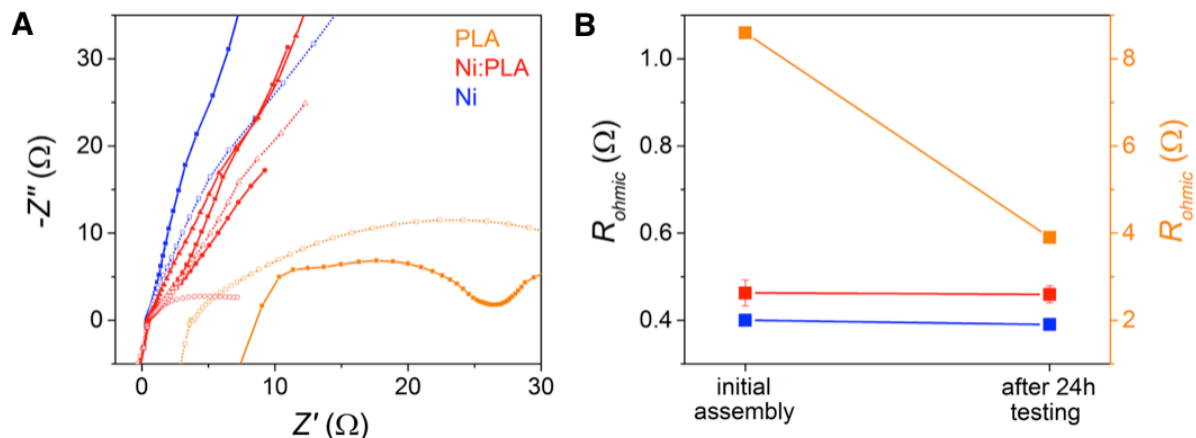 A
-Z″ (Ω)
30
20
10
0
0
10
20
30
Z′ (Ω)
PLA
Ni:PLA
Ni
B
R_ohmic (Ω)
1.0
0.8
0.6
0.4
initial
assembly
after 24h
testing
8
6
4
2
R_ohmic (Ω)